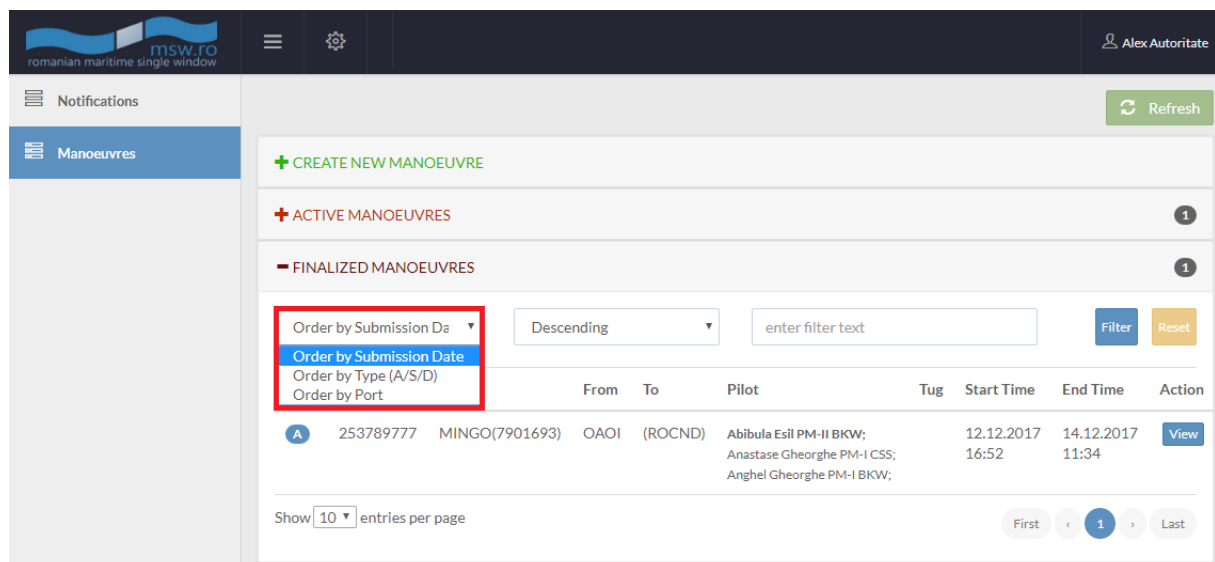 msw.ro
romanian maritime single window
Alex Autoritate
Notifications
Refresh
Manoeuvres
CREATE NEW MANOEUVRE
ACTIVE MANOEUVRES 1
FINALIZED MANOEUVRES 1
Order by Submission Da Descending enter filter text Filter Reset
Order by Submission Date
Order by Type (A/S/D)
Order by Port
From To Pilot Tug Start Time End Time Action
A 253789777 MINGO(7901693) OAOI (ROCND) Abibula Esil PM-II BKW; 12.12.2017 14.12.2017 View
Anastase Gheorghe PM-I CSS; 16:52 11:34
Anghel Gheorghe PM-I BKW;
Show 10 entries per page
First ‹ 1 › Last